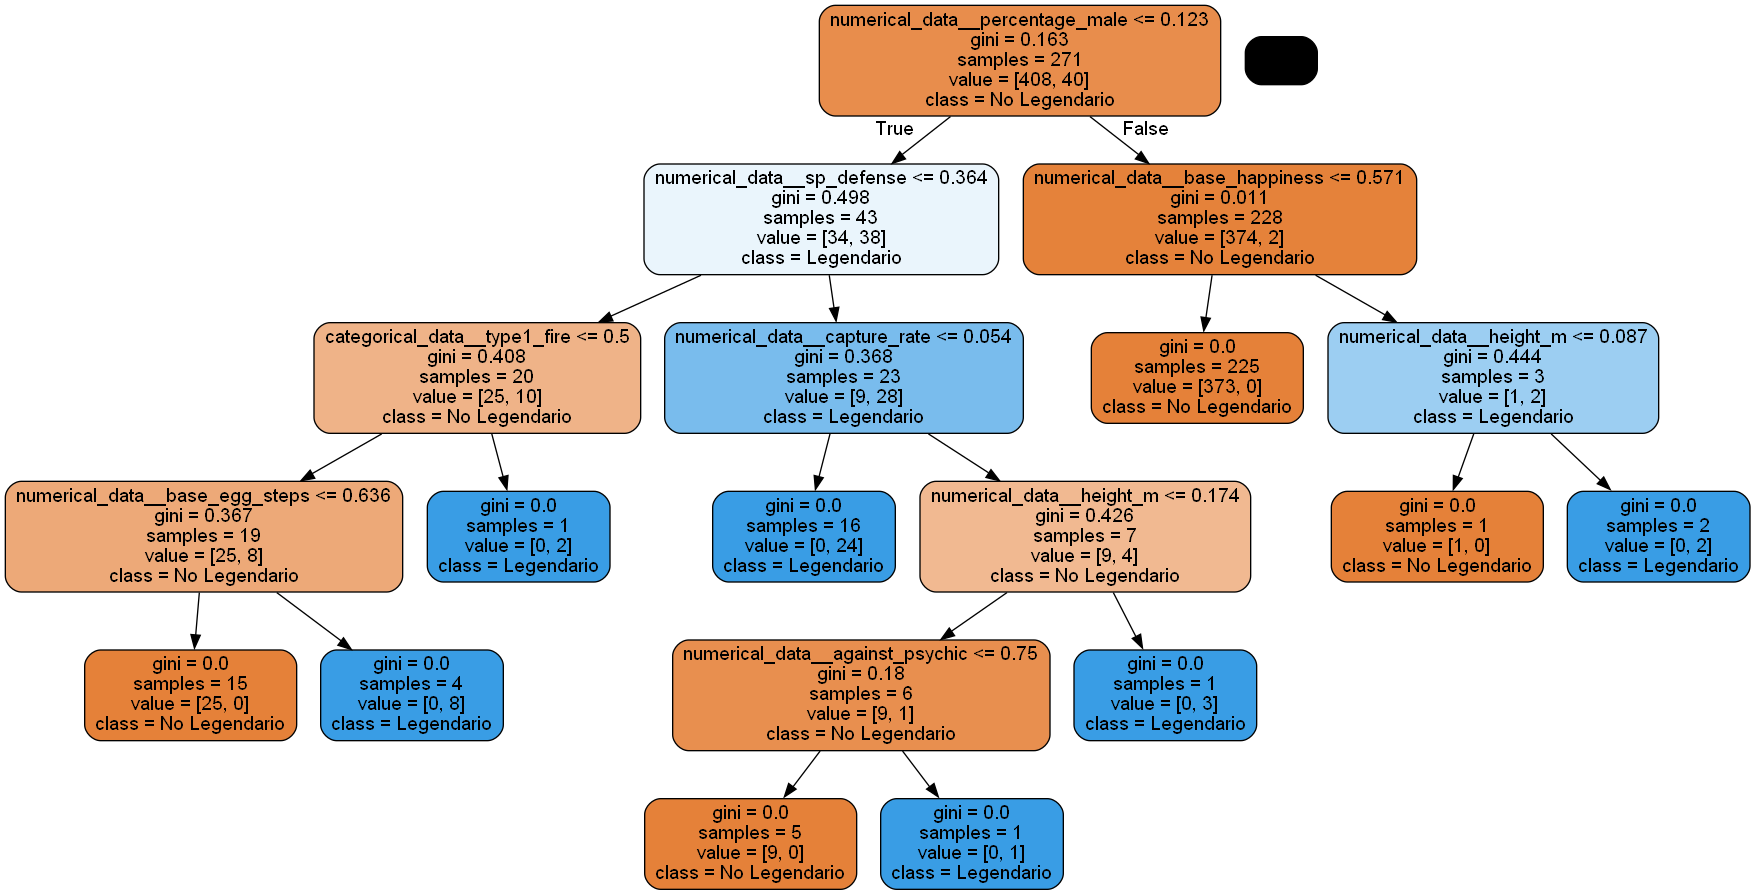 numerical_data__percentage_male <= 0.123
gini = 0.163
samples = 271
value = [408, 40]
class = No Legendario
True
False
numerical_data__sp_defense <= 0.364
gini = 0.498
samples = 43
value = [34, 38]
class = Legendario
numerical_data__base_happiness <= 0.571
gini = 0.011
samples = 228
value = [374, 2]
class = No Legendario
categorical_data__type1_fire <= 0.5
gini = 0.408
samples = 20
value = [25, 10]
class = No Legendario
numerical_data__capture_rate <= 0.054
gini = 0.368
samples = 23
value = [9, 28]
class = Legendario
gini = 0.0
samples = 225
value = [373, 0]
class = No Legendario
numerical_data__height_m <= 0.087
gini = 0.444
samples = 3
value = [1, 2]
class = Legendario
numerical_data__base_egg_steps <= 0.636
gini = 0.367
samples = 19
value = [25, 8]
class = No Legendario
gini = 0.0
samples = 1
value = [0, 2]
class = Legendario
gini = 0.0
samples = 16
value = [0, 24]
class = Legendario
numerical_data__height_m <= 0.174
gini = 0.426
samples = 7
value = [9, 4]
class = No Legendario
gini = 0.0
samples = 1
value = [1, 0]
class = No Legendario
gini = 0.0
samples = 2
value = [0, 2]
class = Legendario
gini = 0.0
samples = 15
value = [25, 0]
class = No Legendario
gini = 0.0
samples = 4
value = [0, 8]
class = Legendario
numerical_data__against_psychic <= 0.75
gini = 0.18
samples = 6
value = [9, 1]
class = No Legendario
gini = 0.0
samples = 1
value = [0, 3]
class = Legendario
gini = 0.0
samples = 5
value = [9, 0]
class = No Legendario
gini = 0.0
samples = 1
value = [0, 1]
class = Legendario